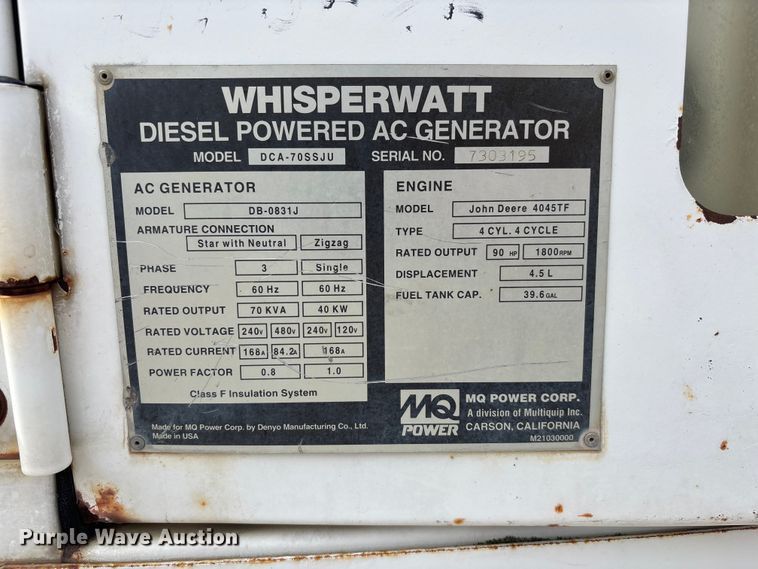 WHISPERWATT
DIESEL POWERED AC GENERATOR
MODEL DCA-70SSJU SERIAL NO. 7303195
AC GENERATOR
MODEL DB-0831J
ARMATURE CONNECTION
Star with Neutral Zigzag
PHASE 3 Single
FREQUENCY 60 Hz 60 Hz
RATED OUTPUT 70 KVA 40 KW
RATED VOLTAGE 240V 480V 240V 120V
RATED CURRENT 168A 84.2A 168A
POWER FACTOR 0.8 1.0
Class F Insulation System
ENGINE
MODEL John Deere 4045TF
TYPE 4 CYL. 4 CYCLE
RATED OUTPUT 90 HP 1800RPM
DISPLACEMENT 4.5 L
FUEL TANK CAP. 39.6GAL
Made for MQ Power Corp. by Denyo Manufacturing Co., Ltd.
Made in USA
MQ
POWER
MQ POWER CORP.
A division of Multiquip Inc.
CARSON, CALIFORNIA
M21030000
Purple Wave Auction